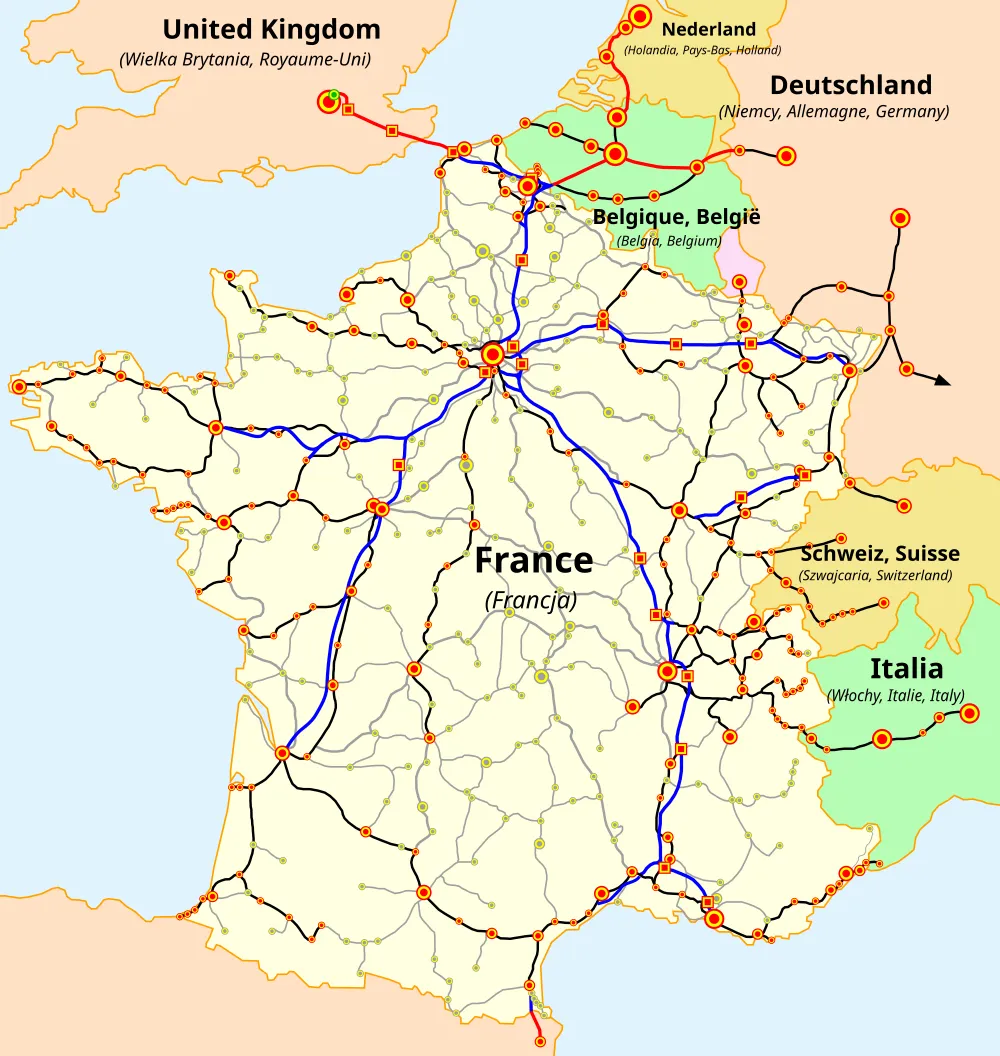 United Kingdom
(Wielka Brytania, Royaume-Uni)
Nederland
(Holandia, Pays-Bas, Holland)
Deutschland
(Niemcy, Allemagne, Germany)
Belgique, België
(Belgia, Belgium)
France
(Francja)
Schweiz, Suisse
(Szwajcaria, Switzerland)
Italia
(Włochy, Italie, Italy)